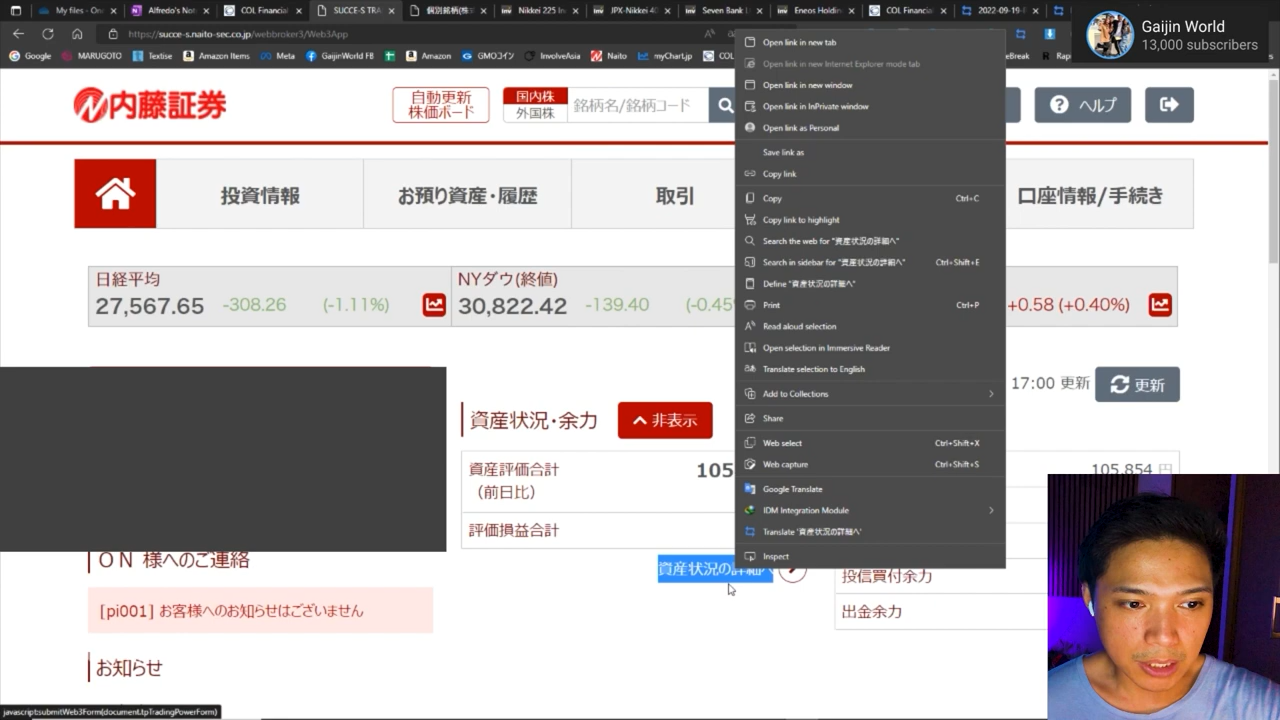 My files - On
Alfredo's Not
COL Financia
SUCCE-S TRA
個別銘柄(株
Nikkei 225 In
JPX-Nikkei 4
Seven Bank L
Eneos Holdin
COL Financia
2022-09-19 -
Gaijin World
13,000 subscribers
https://succe-s.naito-sec.co.jp/webbroker3/Web3App
Google
MARUGOTO
Textise
Amazon Items
Meta
GaijinWorld FB
Amazon
GMOコイン
InvolveAsia
Naito
myChart.jp
COL
eBreak
内藤証券
自動更新
株価ボード
国内株
外国株
銘柄名/銘柄コード
ヘルプ
投資情報
お預り資産・履歴
取引
口座情報/手続き
日経平均
27,567.65 -308.26 (-1.11%)
NYダウ(終値)
30,822.42 -139.40 (-0.45%
+0.58 (+0.40%)
Open link in new tab
Open link in new Internet Explorer mode tab
Open link in new window
Open link in InPrivate window
Open link as Personal
Save link as
Copy link
Copy Ctrl+C
Copy link to highlight
Search the web for "資産状況の詳細へ"
Search in sidebar for "資産状況の詳細へ" Ctrl+Shift+E
Define "資産状況の詳細へ"
Print Ctrl+P
Read aloud selection
Open selection in Immersive Reader
Translate selection to English
Add to Collections
Share
Web select Ctrl+Shift+X
Web capture Ctrl+Shift+S
Google Translate
IDM Integration Module
Translate '資産状況の詳細へ'
Inspect
17:00 更新
更新
資産状況・余力
非表示
資産評価合計
(前日比)
105
105,854 円
評価損益合計
資産状況の詳細へ
投信買付余力
出金余力
ON 様へのご連絡
[pi001] お客様へのお知らせはございません
お知らせ
javascript:submitWeb3Form(document.tpTradingPowerForm)